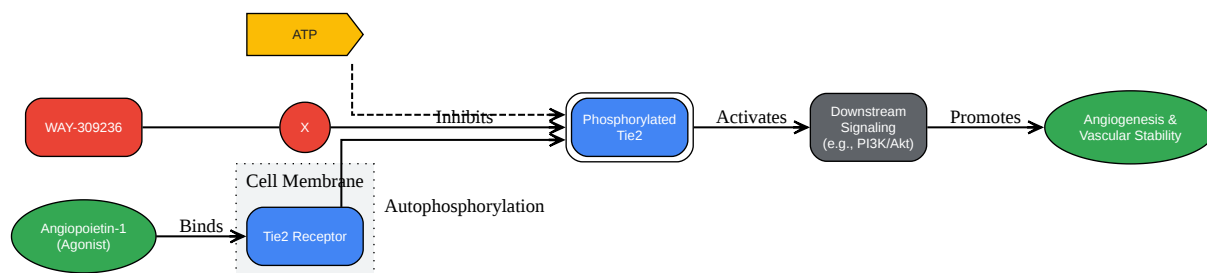 ATP
WAY-309236
X
Inhibits
Phosphorylated
Tie2
Activates
Downstream
Signaling
(e.g., PI3K/Akt)
Promotes
Angiogenesis &
Vascular Stability
Cell Membrane
Autophosphorylation
Angiopoietin-1
(Agonist)
Binds
Tie2 Receptor